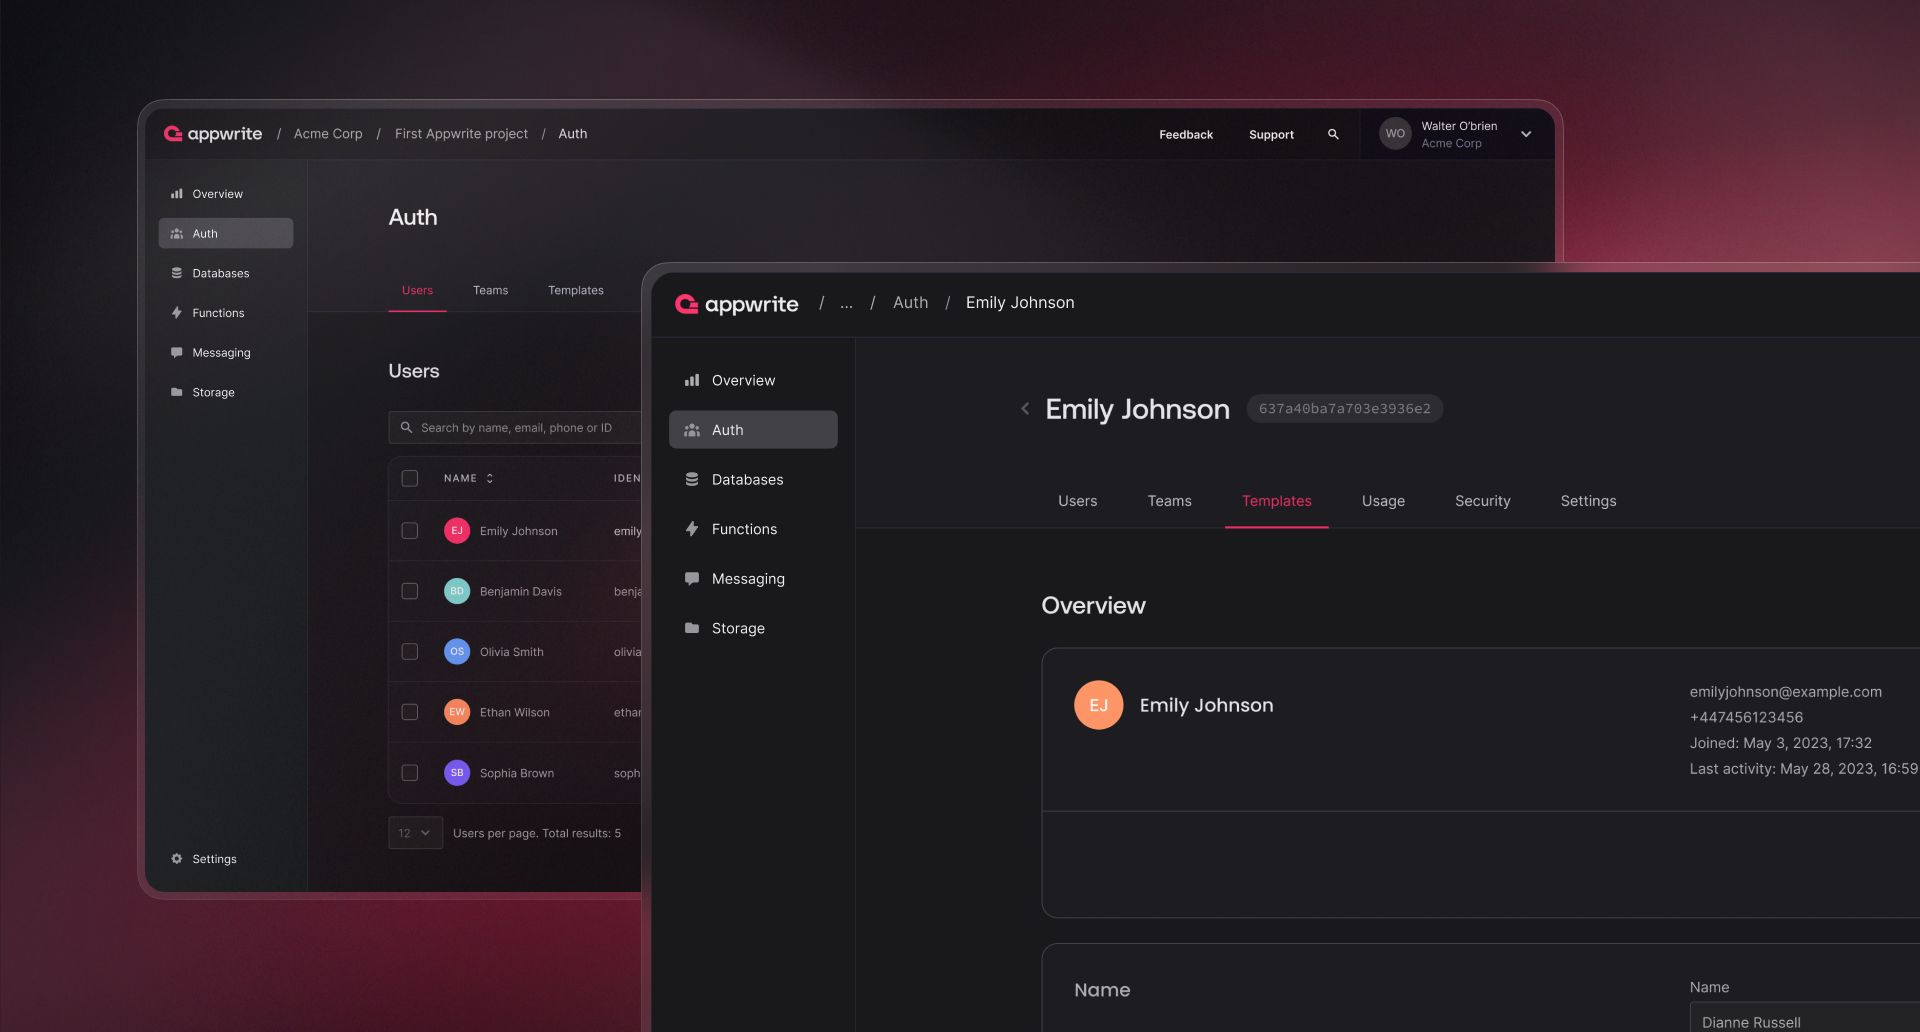 appwrite / Acme Corp / First Appwrite project / Auth
Feedback Support
WO Walter O'brien
Acme Corp
Overview
Auth
Databases
Functions
Messaging
Storage
Settings
Auth
Users Teams Templates
Users
Search by name, email, phone or ID
NAME IDEN
EJ Emily Johnson emily
BD Benjamin Davis benja
OS Olivia Smith olivia
EW Ethan Wilson ethan
SB Sophia Brown soph
12 Users per page. Total results: 5
appwrite / ... / Auth / Emily Johnson
Overview
Auth
Databases
Functions
Messaging
Storage
Emily Johnson 637a40ba7a703e3936e2
Users Teams Templates Usage Security Settings
Overview
EJ Emily Johnson
emilyjohnson@example.com
+447456123456
Joined: May 3, 2023, 17:32
Last activity: May 28, 2023, 16:59
Name
Name
Dianne Russell